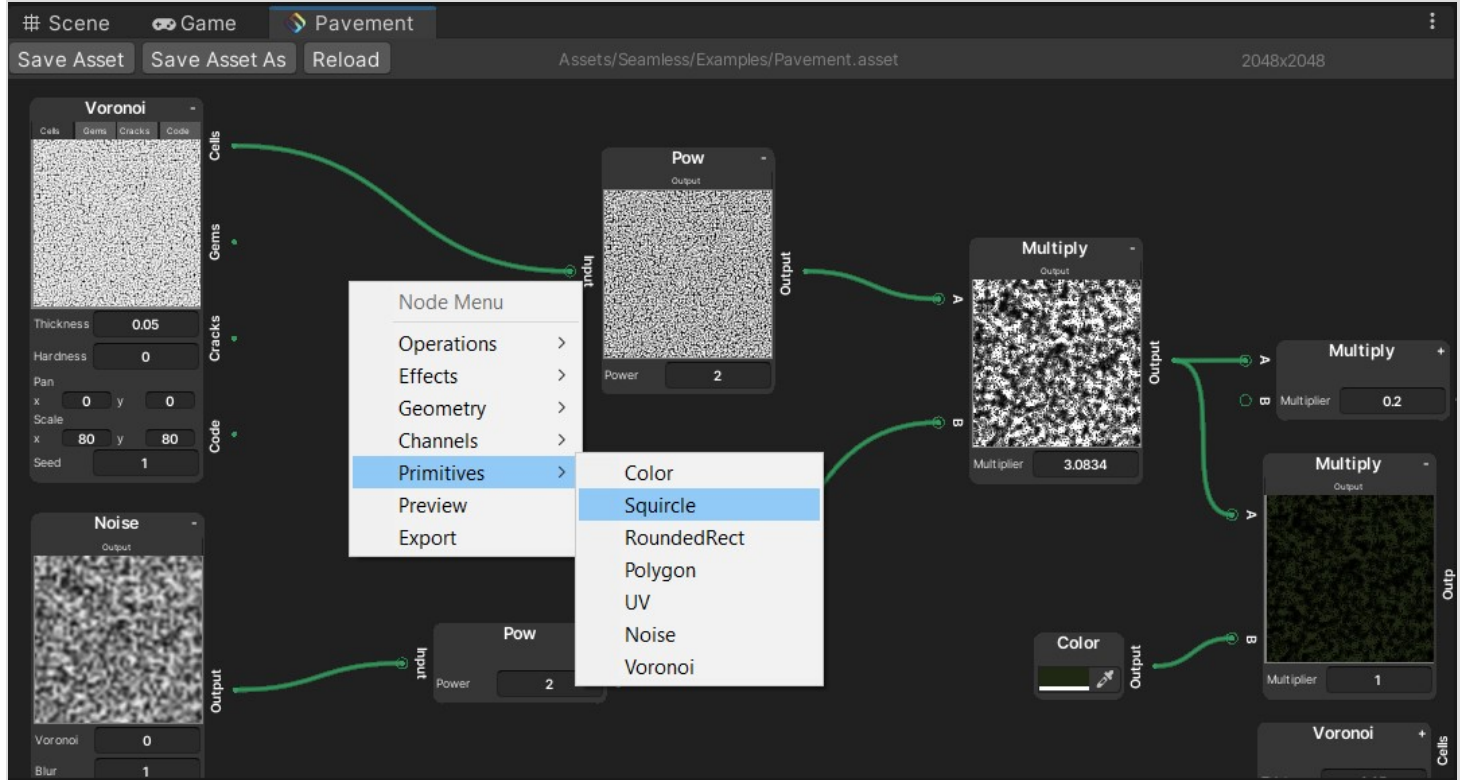 Scene Game Pavement
Save Asset Save Asset As Reload Assets/Seamless/Examples/Pavement.asset 2048x2048
Voronoi -
Cells Gems Cracks Code
Cells
Gems
Cracks
Code
Thickness 0.05
Hardness 0
Pan
x 0 y 0
Scale
x 80 y 80
Seed 1
Noise -
Output
Output
Voronoi 0
Blur 1
Node Menu
Operations >
Effects >
Geometry >
Channels >
Primitives >
Preview
Export
Color
Squircle
RoundedRect
Polygon
UV
Noise
Voronoi
Pow -
Output
Input
Output
Power 2
Pow
Input
Power 2
Multiply -
Output
A
B
Output
Multiplier 3.0834
Multiply +
A
B Multiplier 0.2
Multiply -
Output
A
B
Outp
Multiplier 1
Color
Output
Voronoi +
Cells